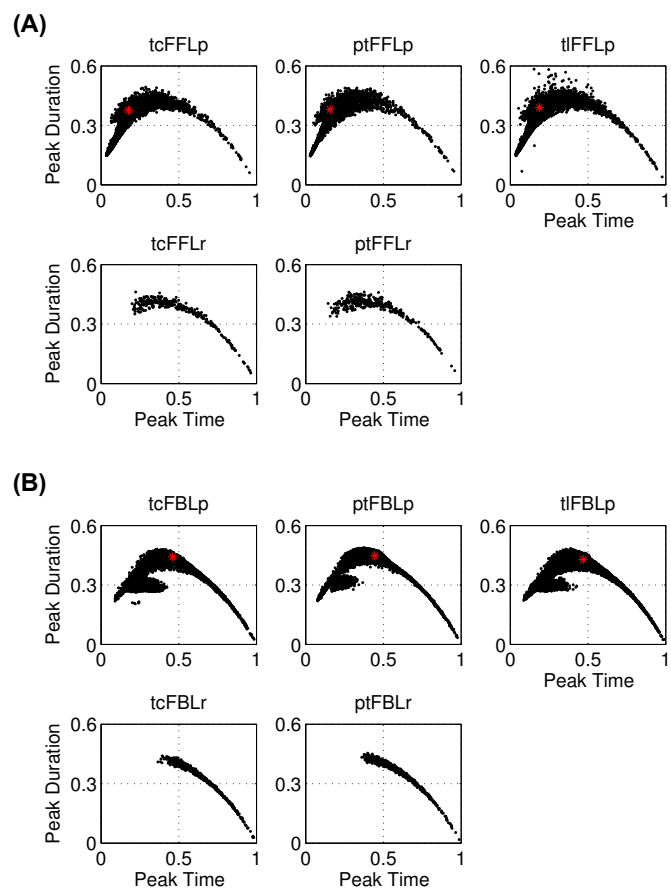 (A)
tcFFLp ptFFLp tlFFLp
Peak Duration
0.6 0.6 0.6
0.3 0.3 0.3
0 0 0
0 0.5 1 0 0.5 1 0 0.5 1
Peak Time
tcFFLr ptFFLr
Peak Duration
0.6 0.6
0.3 0.3
0 0
0 0.5 1 0 0.5 1
Peak Time Peak Time
(B)
tcFBLp ptFBLp tlFBLp
Peak Duration
0.6 0.6 0.6
0.3 0.3 0.3
0 0 0
0 0.5 1 0 0.5 1 0 0.5 1
Peak Time
tcFBLr ptFBLr
Peak Duration
0.6 0.6
0.3 0.3
0 0
0 0.5 1 0 0.5 1
Peak Time Peak Time